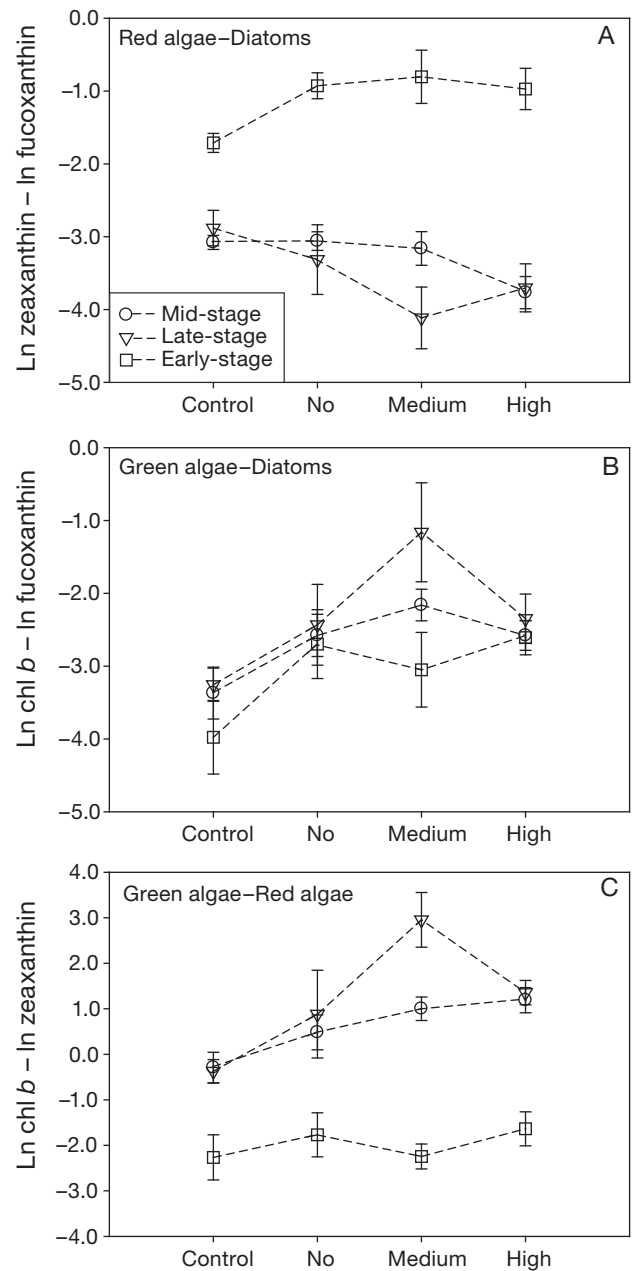 0.0
Red algae–Diatoms
A
–1.0
–2.0
–3.0
–4.0
–5.0
Ln zeaxanthin – ln fucoxanthin
Mid-stage
Late-stage
Early-stage
Control No Medium High
0.0
Green algae–Diatoms
B
–1.0
–2.0
–3.0
–4.0
–5.0
Ln chl b – ln fucoxanthin
Control No Medium High
4.0
Green algae–Red algae
C
3.0
2.0
1.0
0.0
–1.0
–2.0
–3.0
–4.0
Ln chl b – ln zeaxanthin
Control No Medium High